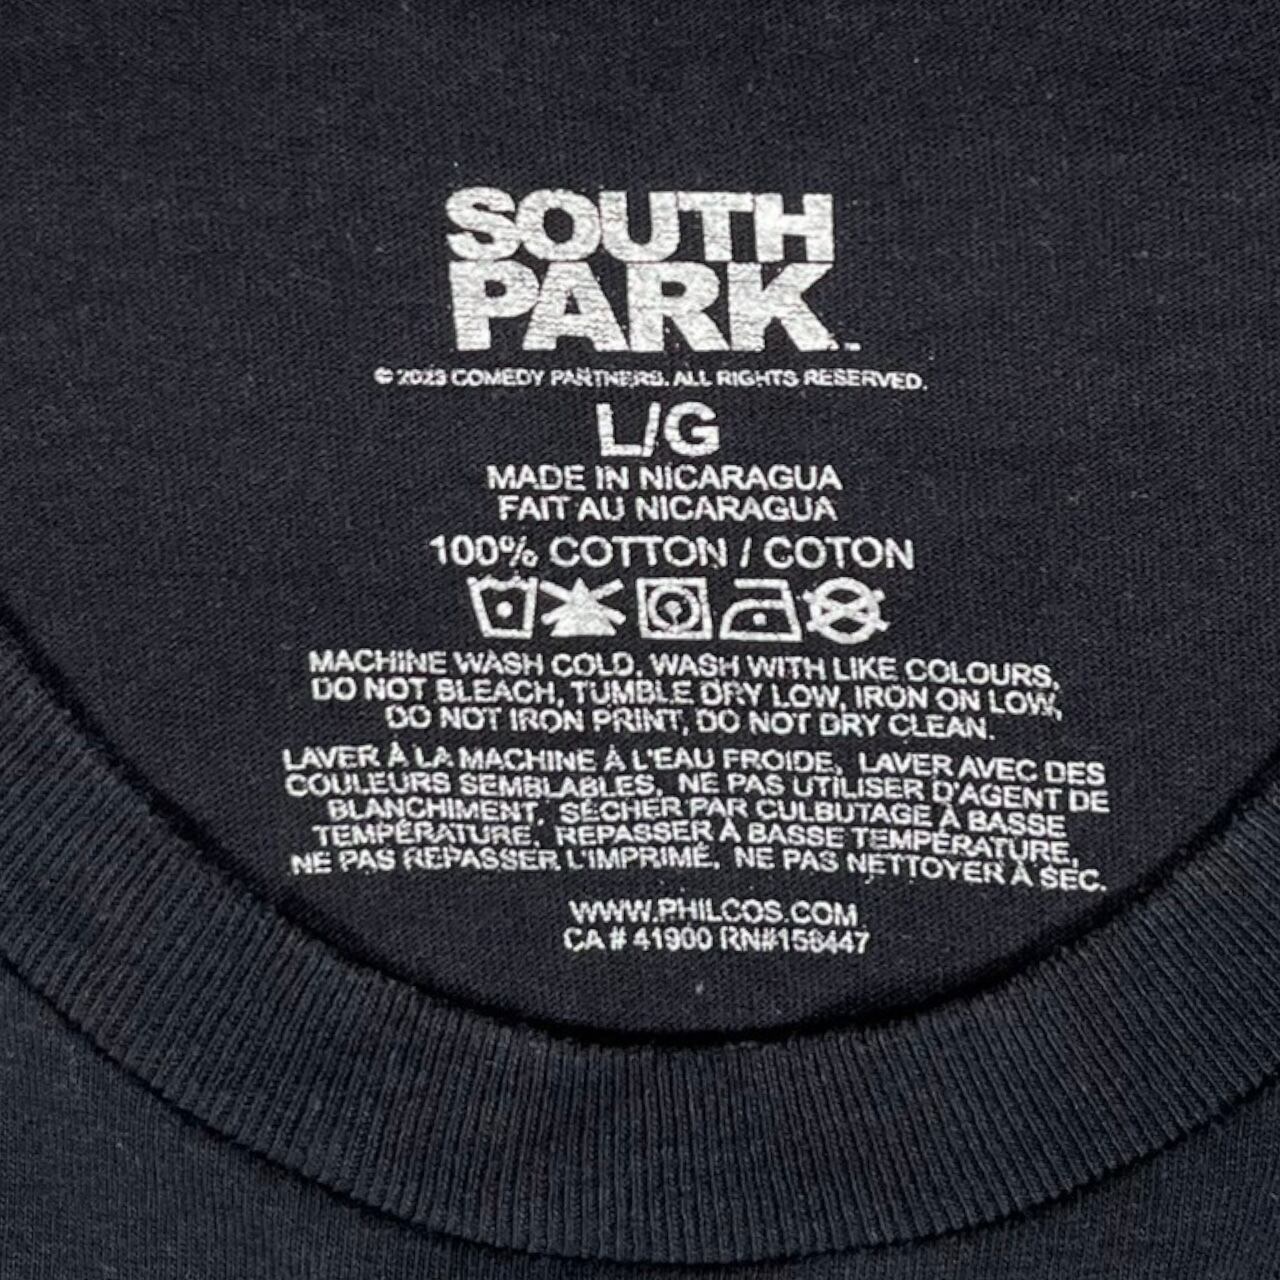 SOUTH
PARK™
© 2023 COMEDY PARTNERS. ALL RIGHTS RESERVED.
L/G
MADE IN NICARAGUA
FAIT AU NICARAGUA
100% COTTON / COTON
MACHINE WASH COLD. WASH WITH LIKE COLOURS,
DO NOT BLEACH, TUMBLE DRY LOW, IRON ON LOW,
DO NOT IRON PRINT, DO NOT DRY CLEAN.
LAVER À LA MACHINE À L'EAU FROIDE, LAVER AVEC DES
COULEURS SEMBLABLES, NE PAS UTILISER D'AGENT DE
BLANCHIMENT, SÉCHER PAR CULBUTAGE À BASSE
TEMPÉRATURE, REPASSER À BASSE TEMPÉRATURE,
NE PAS REPASSER L'IMPRIMÉ, NE PAS NETTOYER À SEC.
WWW.PHILCOS.COM
CA # 41900 RN#158447